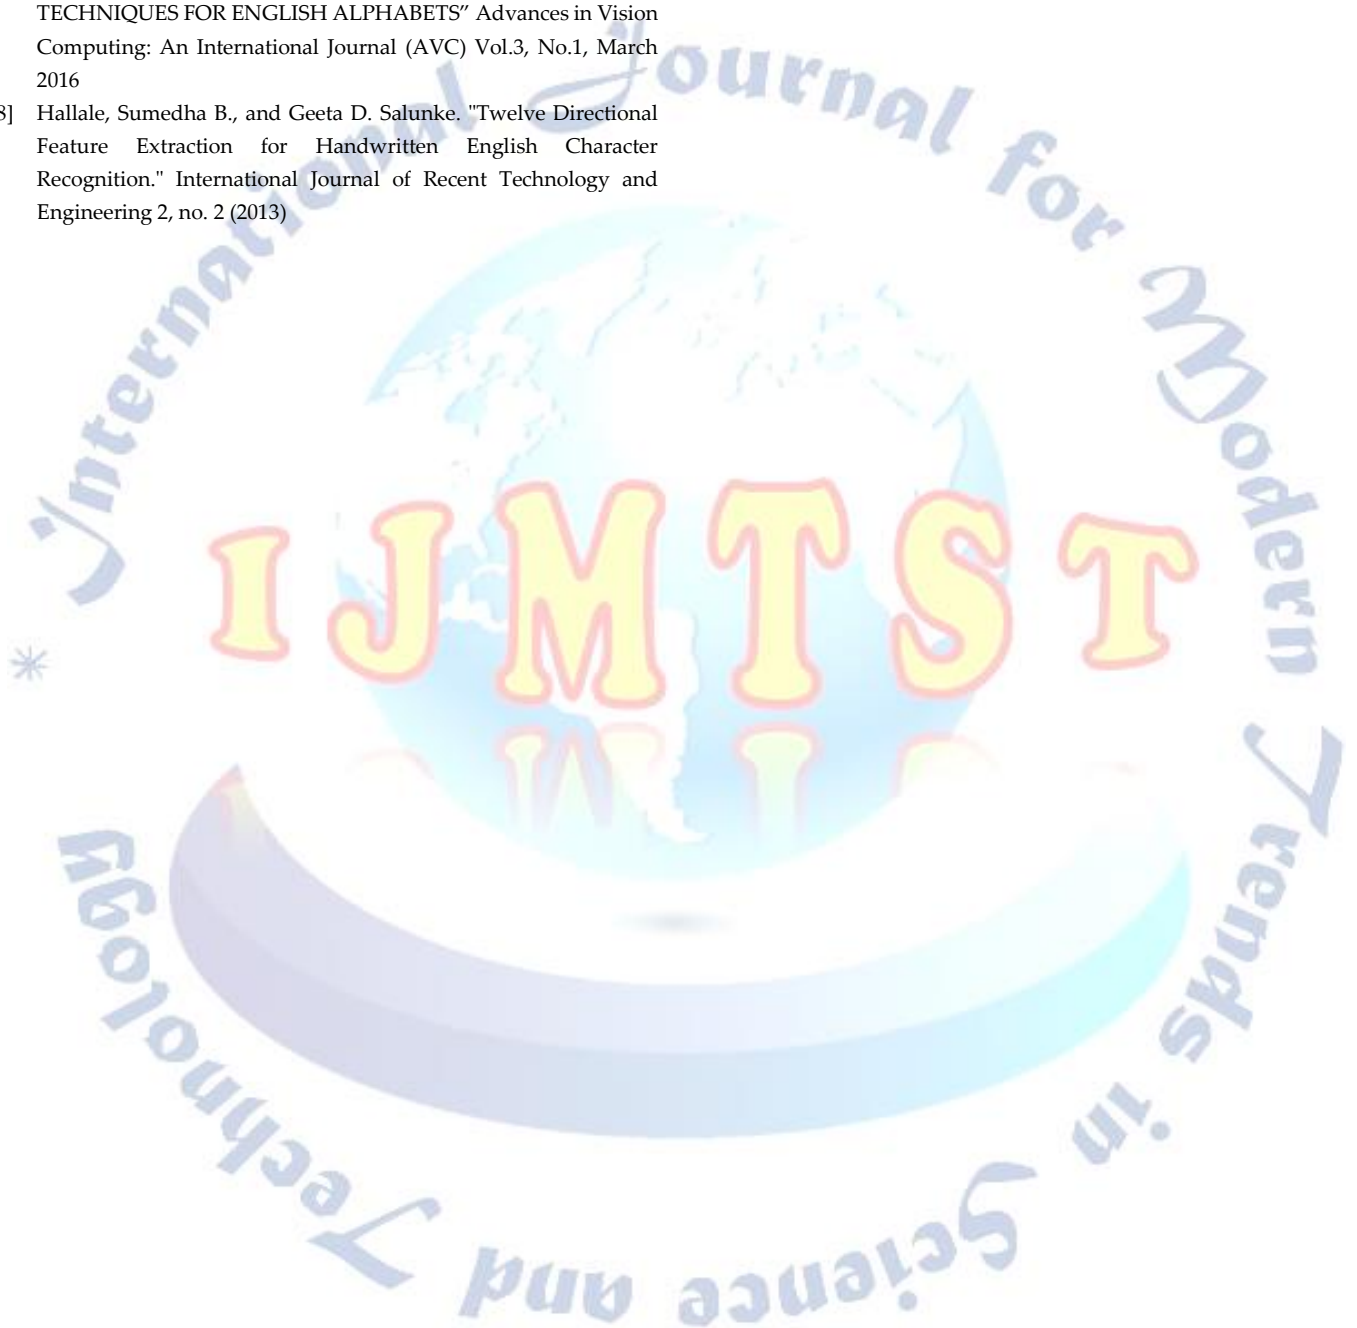 TECHNIQUES FOR ENGLISH ALPHABETS” Advances in Vision
Computing: An International Journal (AVC) Vol.3, No.1, March
2016
8] Hallale, Sumedha B., and Geeta D. Salunke. "Twelve Directional
Feature Extraction for Handwritten English Character
Recognition." International Journal of Recent Technology and
Engineering 2, no. 2 (2013)
International Journal for Modern Trends in Science and Technology
*
IJMTST